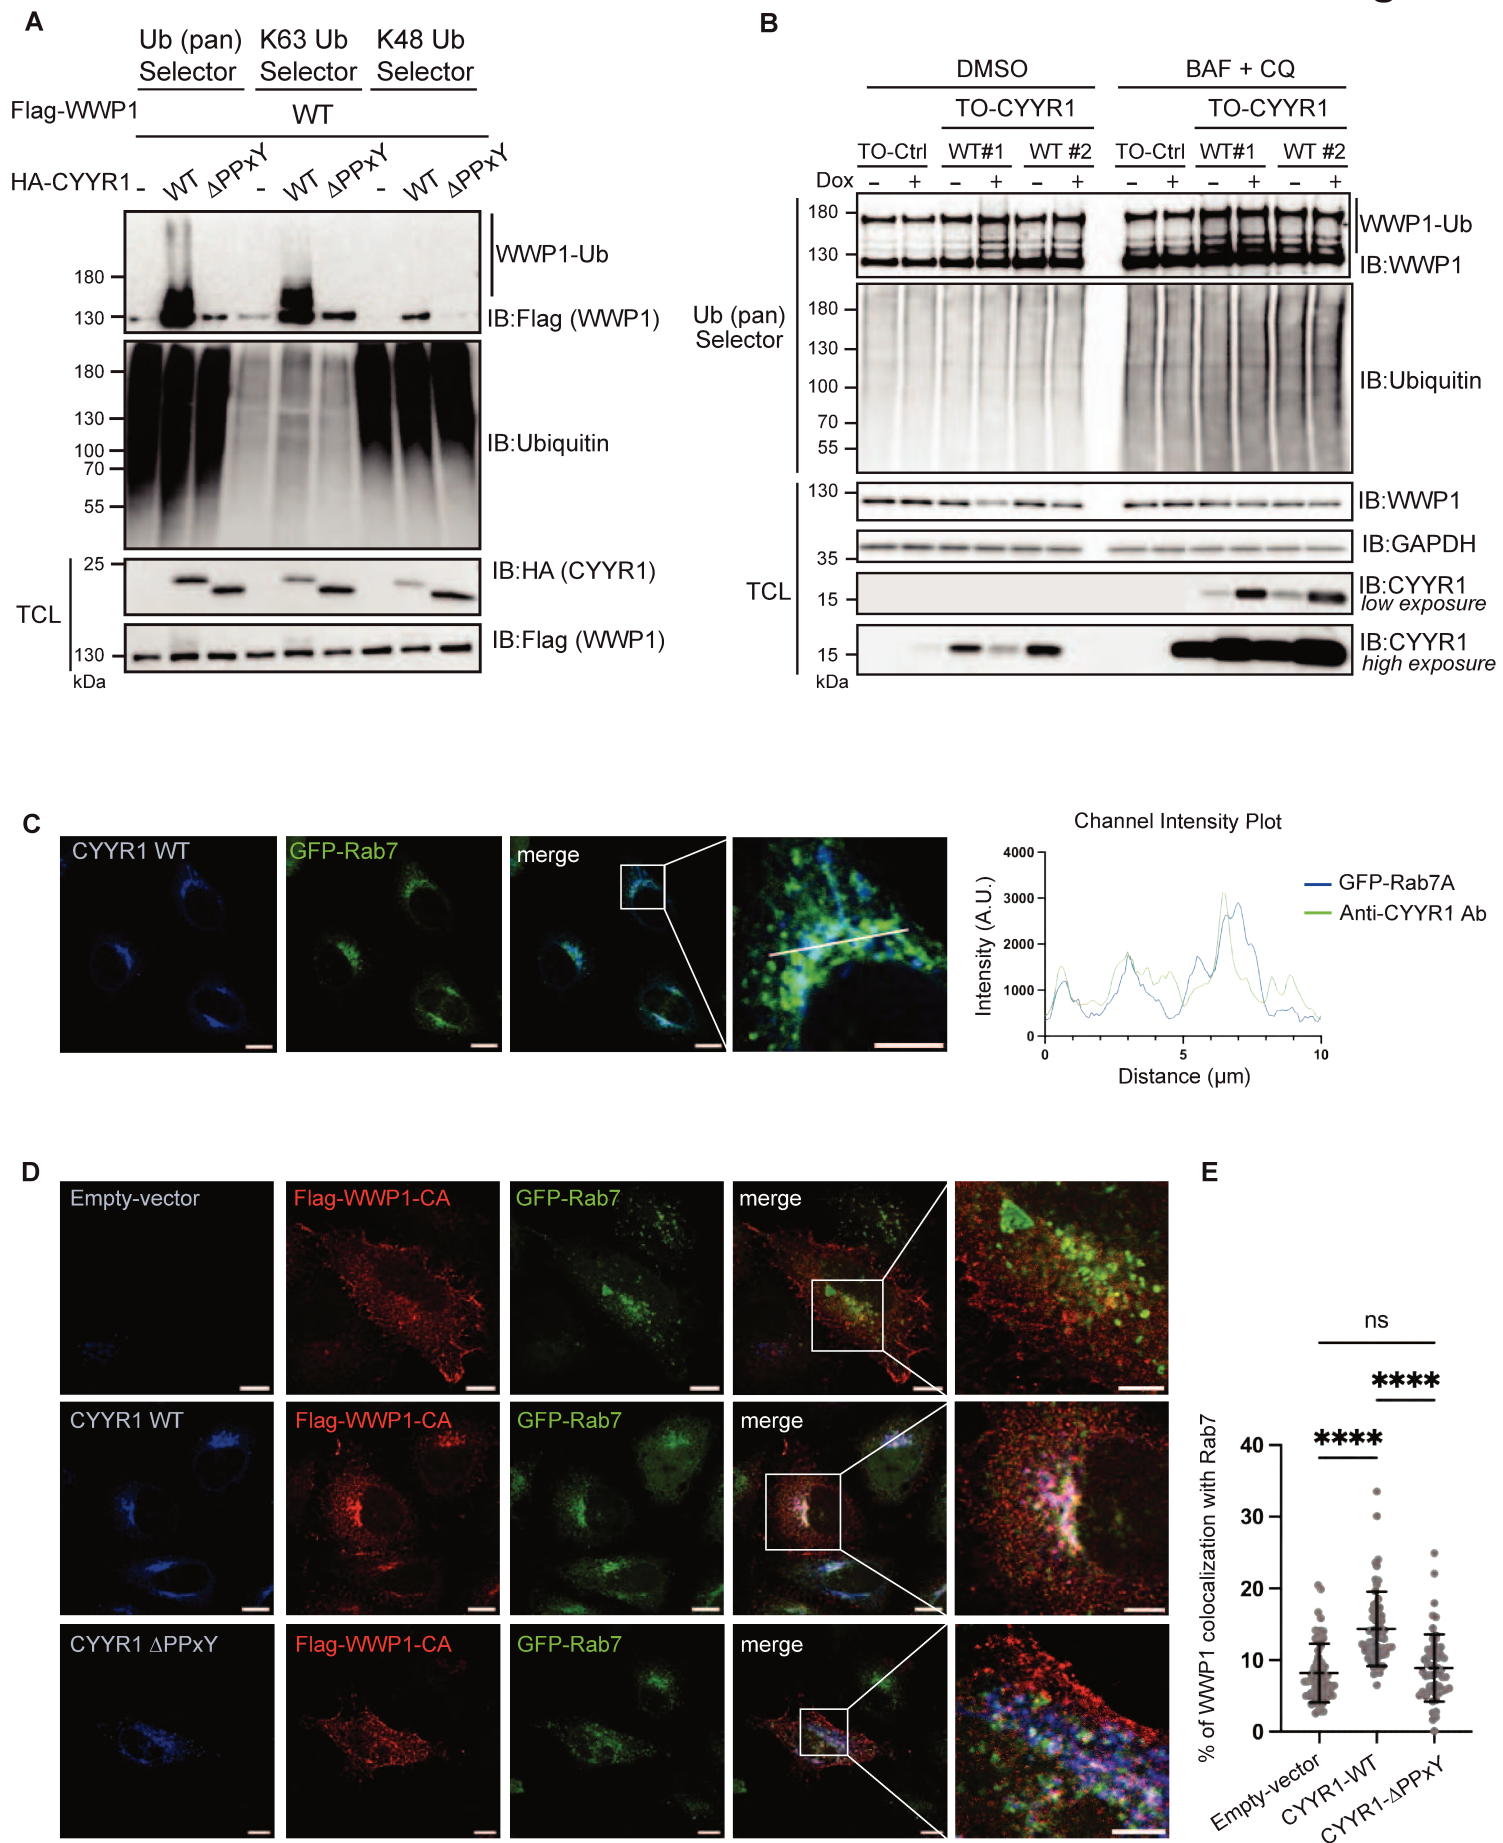 A
Ub (pan) Selector
K63 Ub Selector
K48 Ub Selector
Flag-WWP1
WT
HA-CYYR1
- WT ΔPPxY - WT ΔPPxY - WT ΔPPxY
WWP1-Ub
180
130
IB:Flag (WWP1)
180
130
100
70
55
IB:Ubiquitin
TCL
25
IB:HA (CYYR1)
130
IB:Flag (WWP1)
kDa
B
DMSO
BAF + CQ
TO-CYYR1
TO-CYYR1
TO-Ctrl WT#1 WT #2 TO-Ctrl WT#1 WT #2
Dox – + – + – + – + – + – +
Ub (pan) Selector
180
130
WWP1-Ub
IB:WWP1
180
130
100
70
55
IB:Ubiquitin
TCL
130
IB:WWP1
35
IB:GAPDH
15
IB:CYYR1
low exposure
15
IB:CYYR1
high exposure
kDa
C
CYYR1 WT
GFP-Rab7
merge
Channel Intensity Plot
Intensity (A.U.)
4000
3000
2000
1000
0
0 5 10
Distance (µm)
GFP-Rab7A
Anti-CYYR1 Ab
D
Empty-vector
Flag-WWP1-CA
GFP-Rab7
merge
CYYR1 WT
Flag-WWP1-CA
GFP-Rab7
merge
CYYR1 ΔPPxY
Flag-WWP1-CA
GFP-Rab7
merge
E
ns
****
****
% of WWP1 colocalization with Rab7
40
30
20
10
0
Empty-vector
CYYR1-WT
CYYR1-ΔPPxY